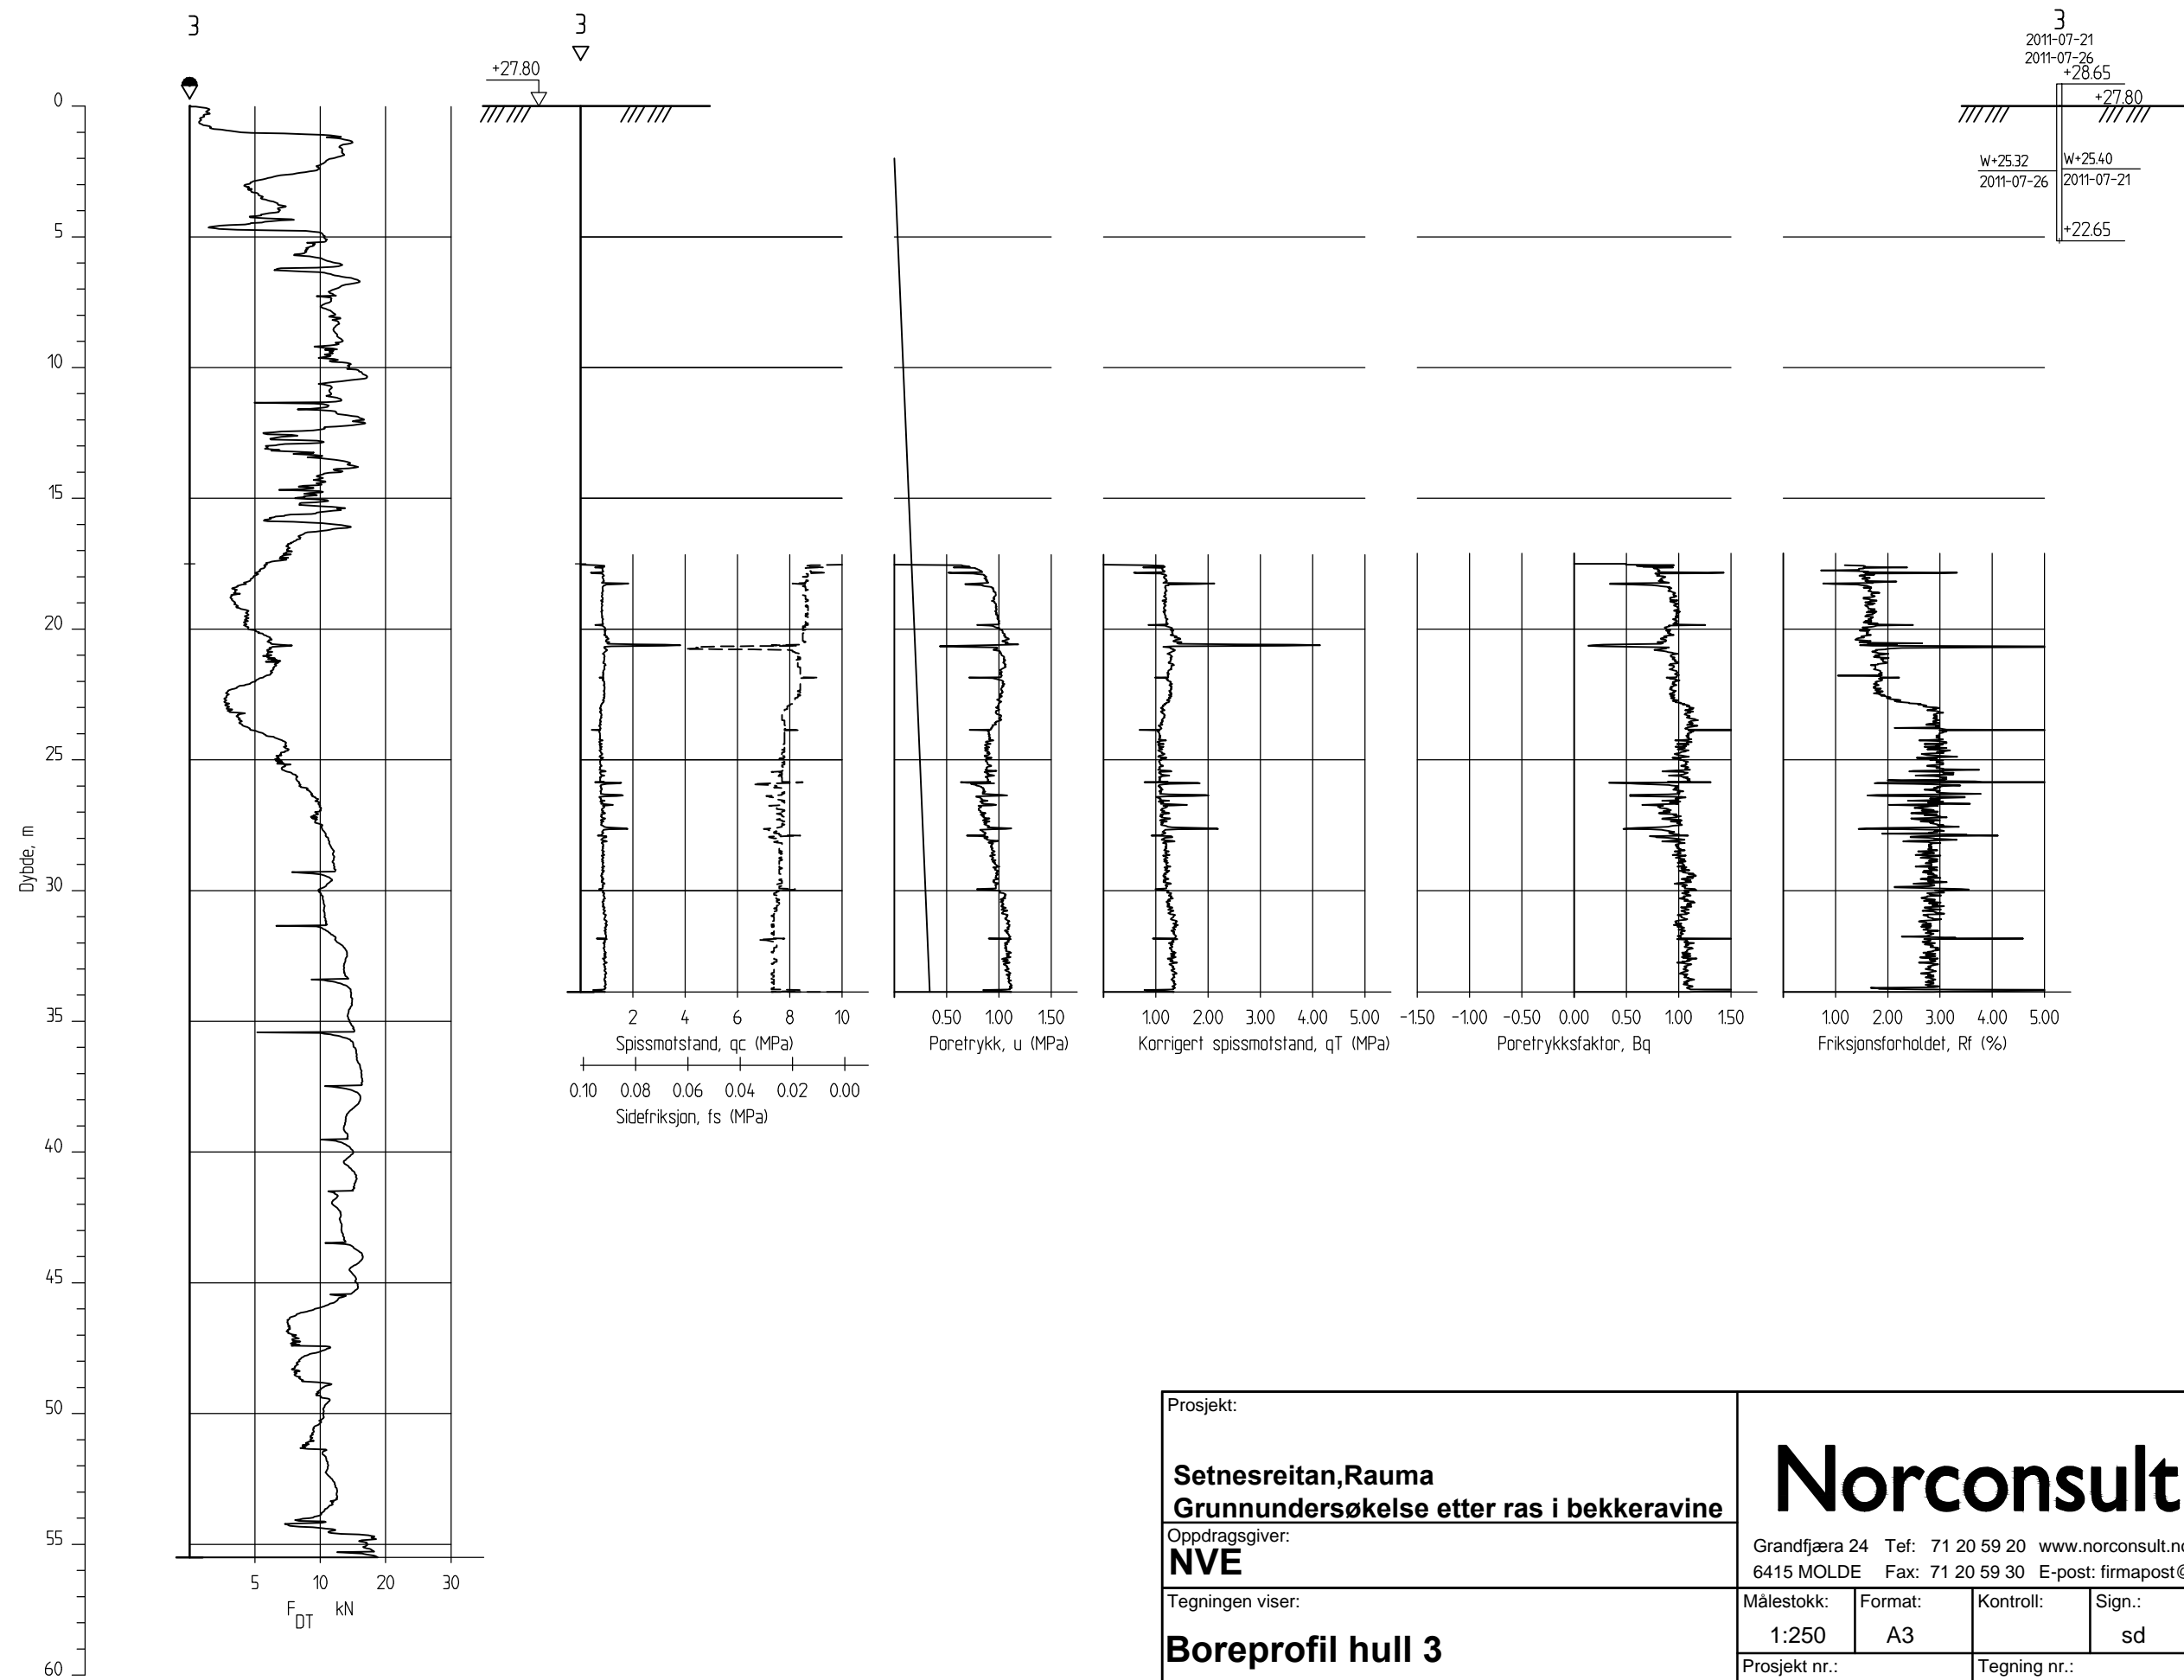 3
3
3
2011-07-21
2011-07-26
+28.65
+27.80
+27.80
W+25.32
2011-07-26
W+25.40
2011-07-21
+22.65
0
5
10
15
20
25
30
35
40
45
50
55
60
Dybde, m
5 10 20 30
F DT kN
2 4 6 8 10
Spissmotstand, qc (MPa)
0.10 0.08 0.06 0.04 0.02 0.00
Sidefriksjon, fs (MPa)
0.50 1.00 1.50
Poretrykk, u (MPa)
1.00 2.00 3.00 4.00 5.00
Korrigert spissmotstand, qT (MPa)
-1.50 -1.00 -0.50 0.00 0.50 1.00 1.50
Poretrykksfaktor, Bq
1.00 2.00 3.00 4.00 5.00
Friksjonsforholdet, Rf (%)
Prosjekt:
Setnesreitan,Rauma
Grunnundersøkelse etter ras i bekkeravine
Oppdragsgiver:
NVE
Tegningen viser:
Boreprofil hull 3
Norconsult
Grandfjæra 24 Tef: 71 20 59 20 www.norconsult.no
6415 MOLDE Fax: 71 20 59 30 E-post: firmapost@
Målestokk:
1:250
Format:
A3
Kontroll:
Sign.:
sd
Prosjekt nr.:
Tegning nr.: